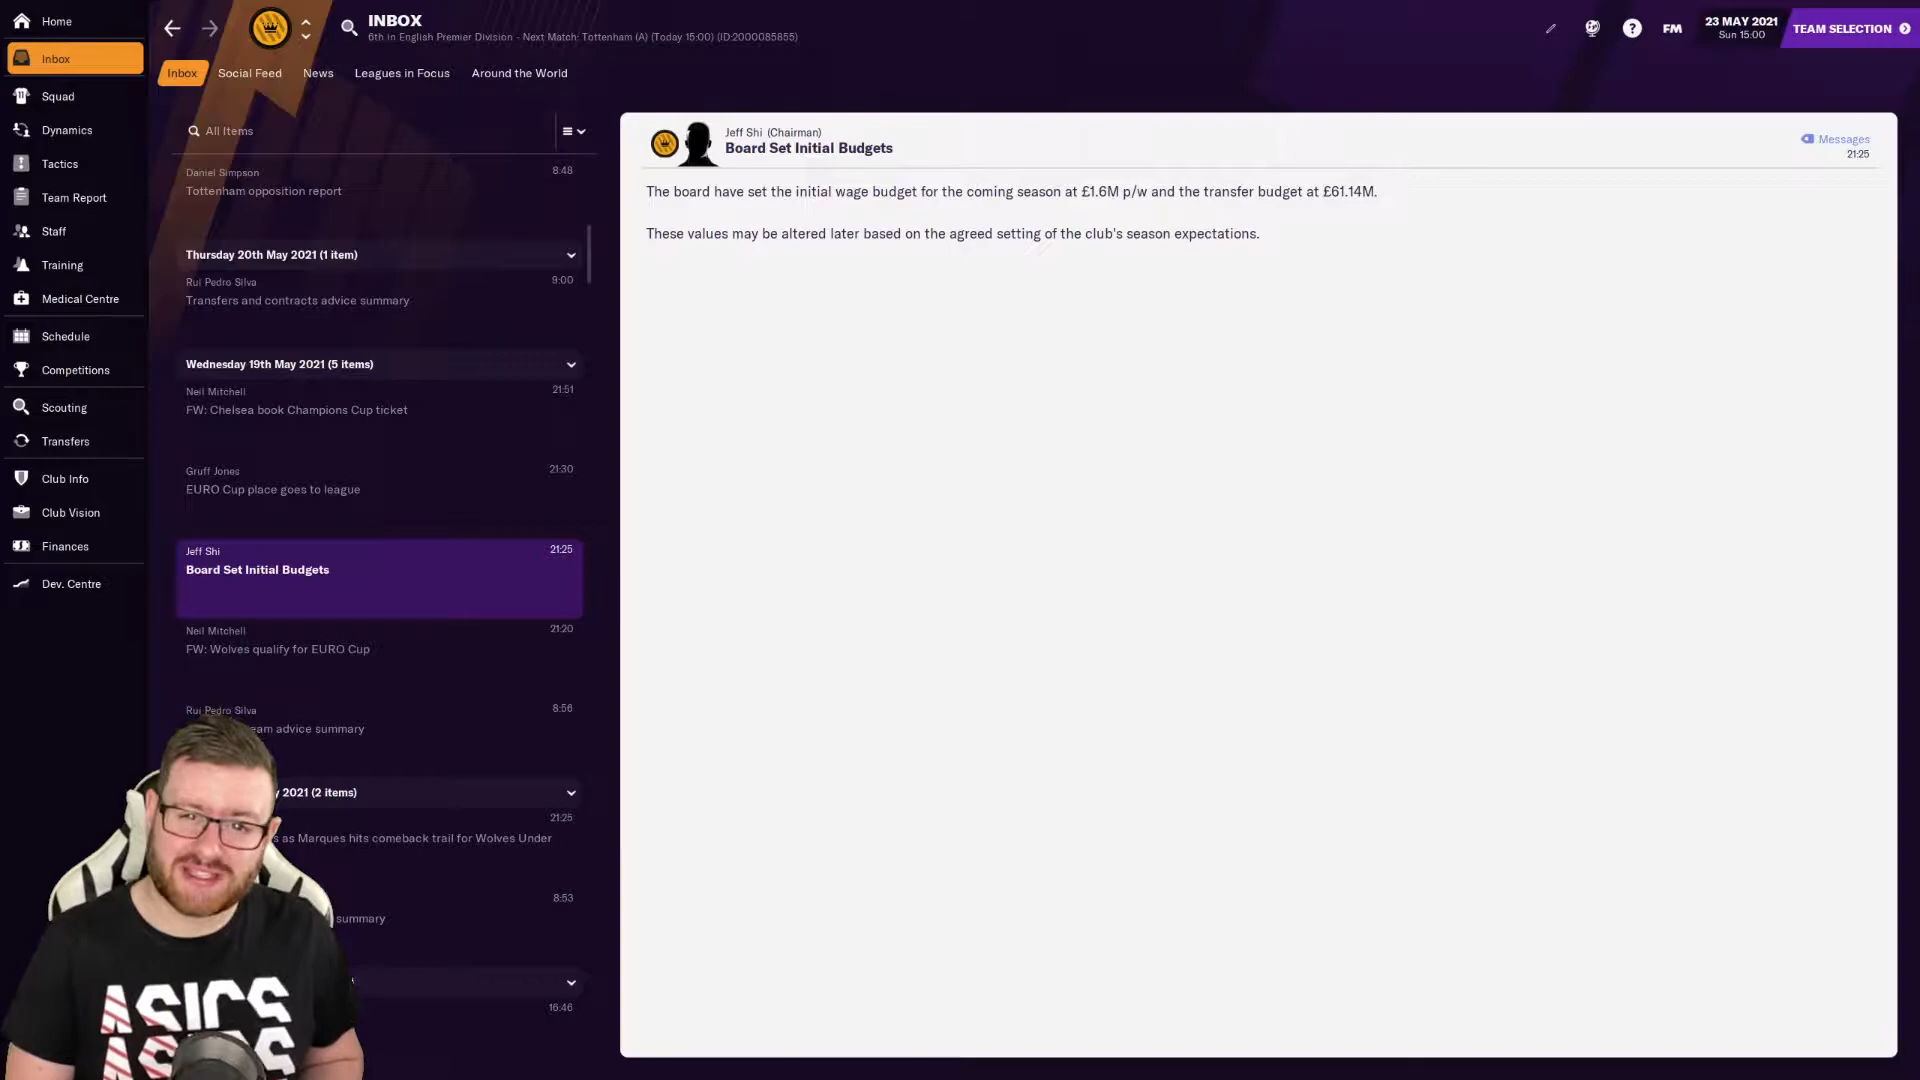 Home
Inbox
Squad
Dynamics
Tactics
Team Report
Staff
Training
Medical Centre
Schedule
Competitions
Scouting
Transfers
Club Info
Club Vision
Finances
Dev. Centre
INBOX
6th in English Premier Division - Next Match: Tottenham (A) (Today 15:00) (ID:2000085855)
FM
23 MAY 2021
Sun 15:00
TEAM SELECTION
Inbox Social Feed News Leagues in Focus Around the World
All Items
Daniel Simpson 8:48
Tottenham opposition report
Thursday 20th May 2021 (1 item)
Rui Pedro Silva 9:00
Transfers and contracts advice summary
Wednesday 19th May 2021 (5 items)
Neil Mitchell 21:51
FW: Chelsea book Champions Cup ticket
Gruff Jones 21:30
EURO Cup place goes to league
Jeff Shi 21:25
Board Set Initial Budgets
Neil Mitchell 21:20
FW: Wolves qualify for EURO Cup
Rui Pedro Silva 8:56
eam advice summary
2021 (2 items)
21:25
s as Marques hits comeback trail for Wolves Under
8:53
summary
16:46
Jeff Shi (Chairman)
Board Set Initial Budgets
Messages
21:25
The board have set the initial wage budget for the coming season at £1.6M p/w and the transfer budget at £61.14M.
These values may be altered later based on the agreed setting of the club's season expectations.
ASICS
ASICS